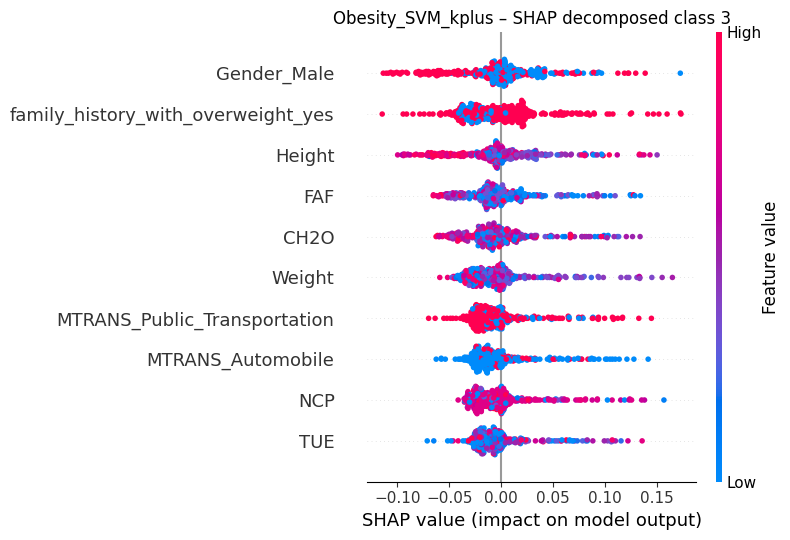 Obesity_SVM_kplus – SHAP decomposed class 3
High
Gender_Male
family_history_with_overweight_yes
Height
FAF
CH2O
Weight
MTRANS_Public_Transportation
MTRANS_Automobile
NCP
TUE
Feature value
Low
−0.10 −0.05 0.00 0.05 0.10 0.15
SHAP value (impact on model output)